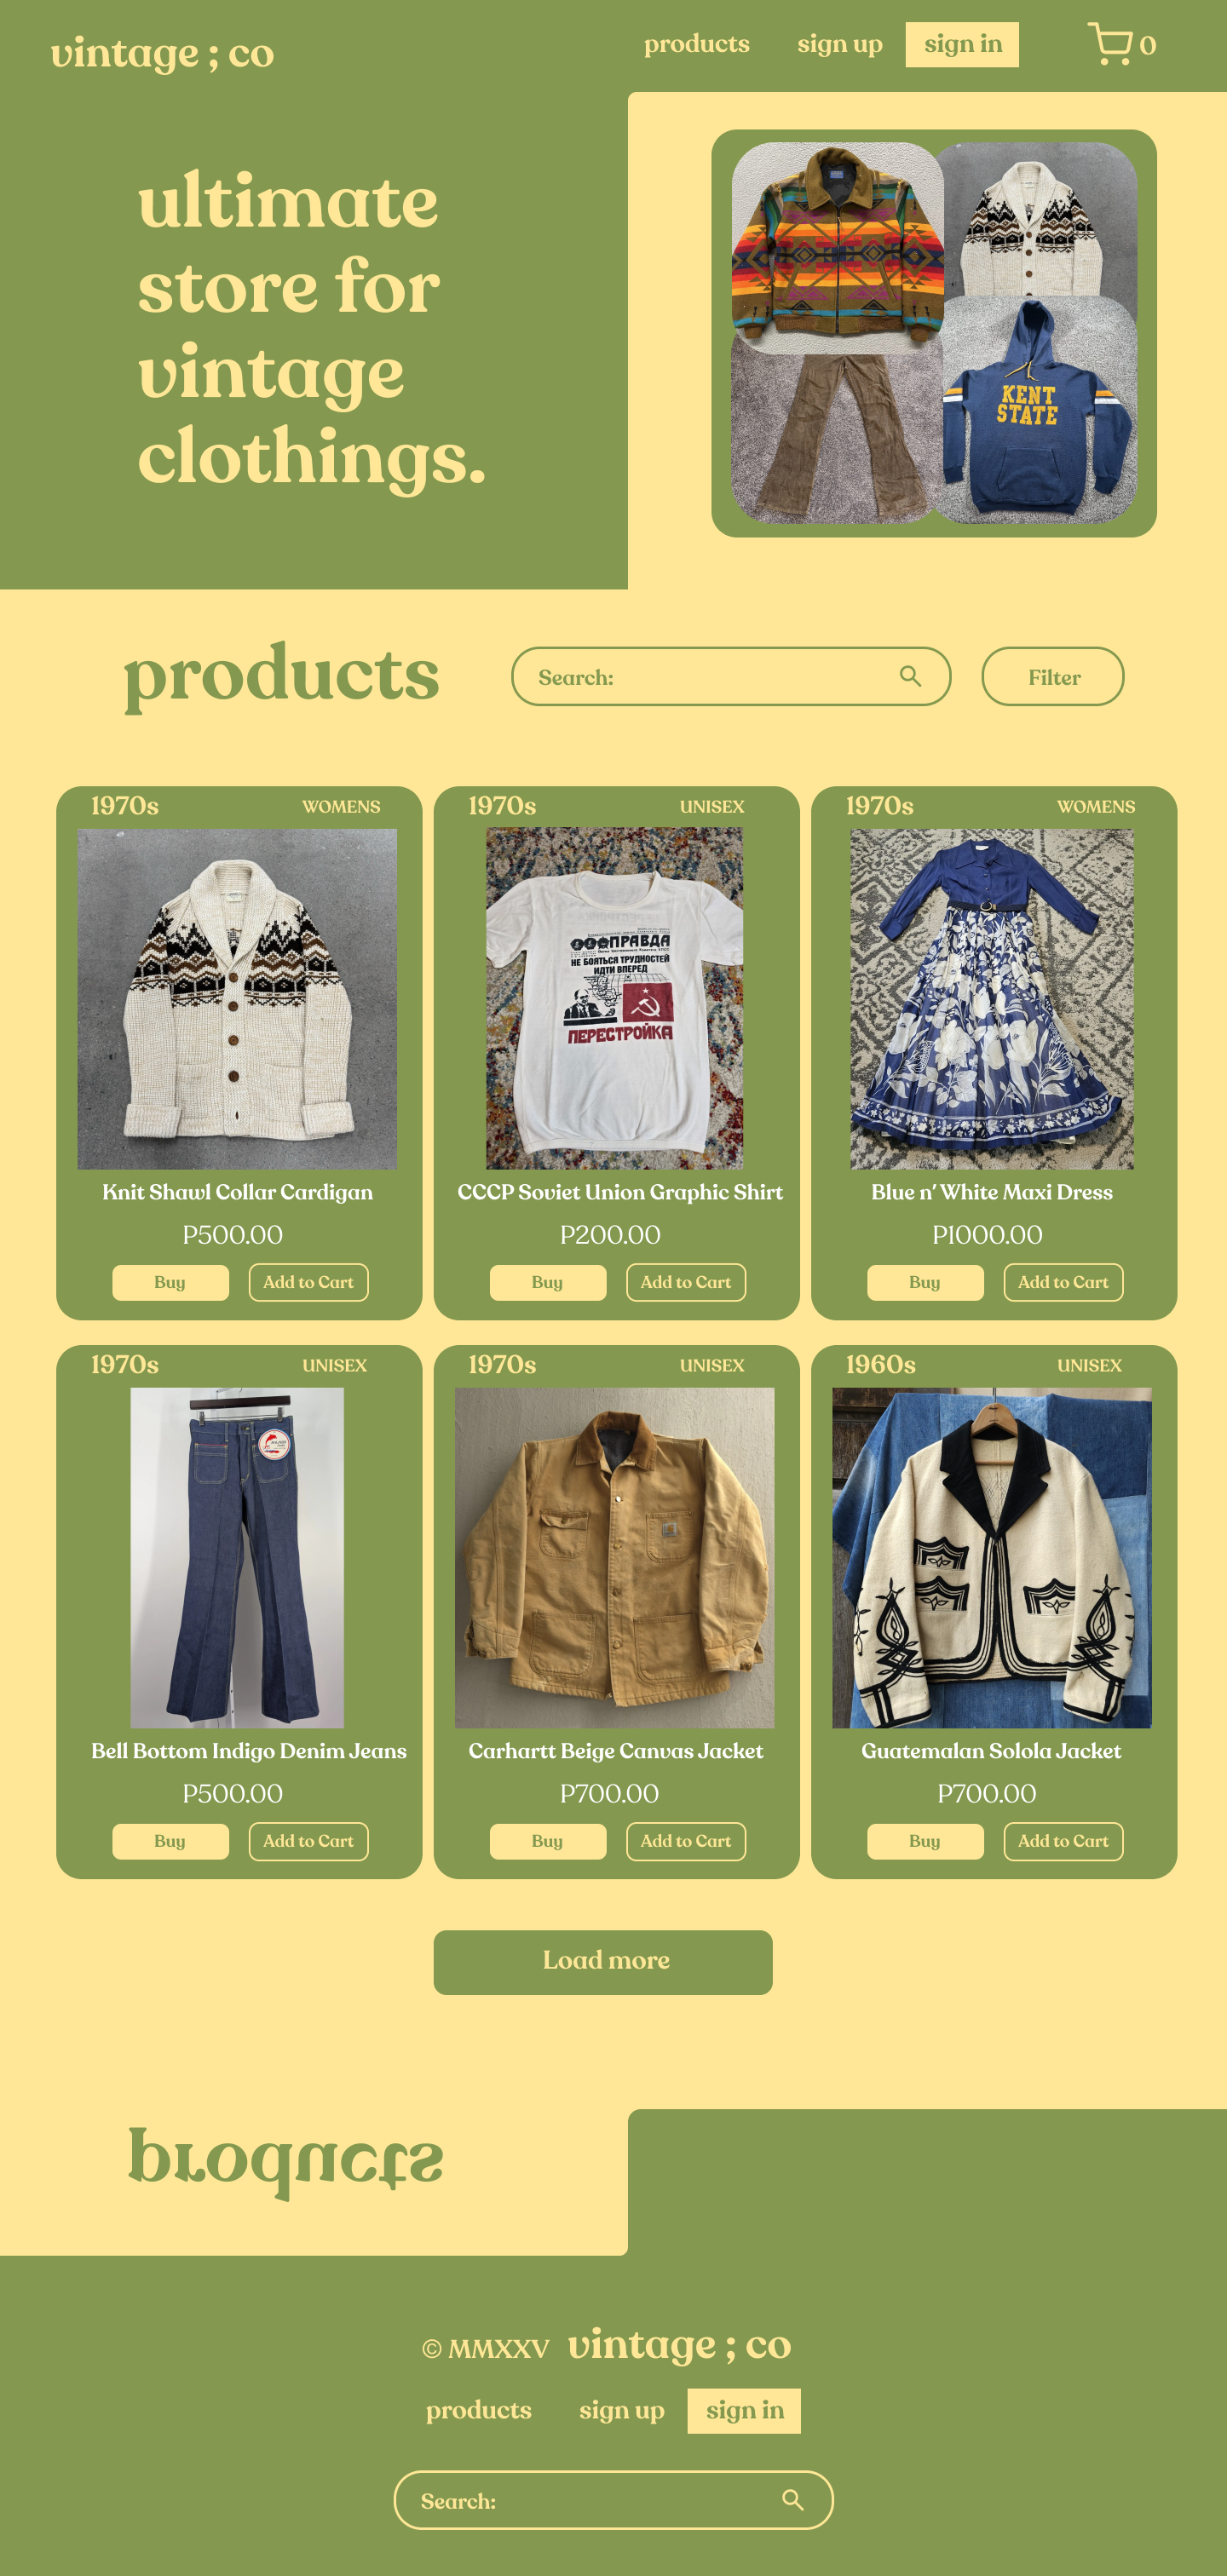 vintage ; co
products sign up sign in 0
ultimate
store for
vintage
clothings.
KENT
STATE
products
Search:
Filter
1970s WOMENS
Knit Shawl Collar Cardigan
P500.00
Buy Add to Cart
1970s UNISEX
ПРАВДА
НЕ БОЯТЬСЯ ТРУДНОСТЕЙ
ИДТИ ВПЕРЕД
ПЕРЕСТРОЙКА
CCCP Soviet Union Graphic Shirt
P200.00
Buy Add to Cart
1970s WOMENS
Blue n' White Maxi Dress
P1000.00
Buy Add to Cart
1970s UNISEX
Bell Bottom Indigo Denim Jeans
P500.00
Buy Add to Cart
1970s UNISEX
Carhartt Beige Canvas Jacket
P700.00
Buy Add to Cart
1960s UNISEX
Guatemalan Solola Jacket
P700.00
Buy Add to Cart
Load more
products
© MMXXV vintage ; co
products sign up sign in
Search: